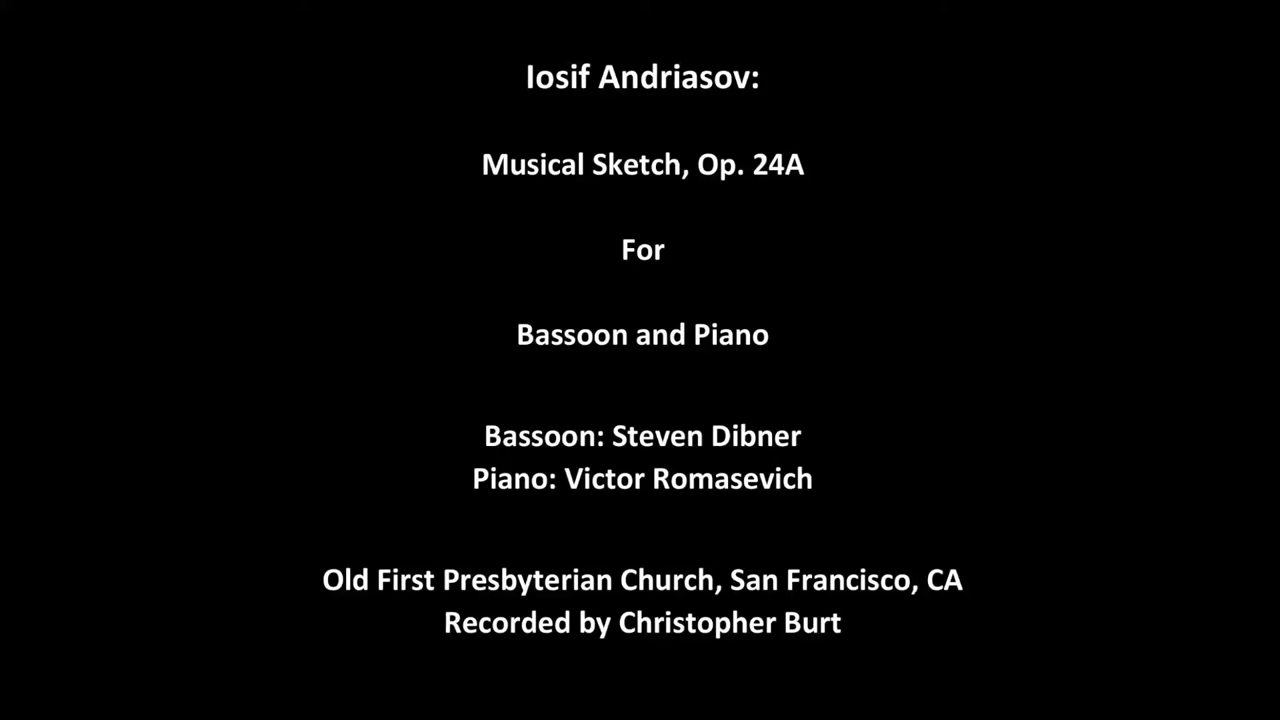 Iosif Andriasov:
Musical Sketch, Op. 24A
For
Bassoon and Piano
Bassoon: Steven Dibner
Piano: Victor Romasevich
Old First Presbyterian Church, San Francisco, CA
Recorded by Christopher Burt